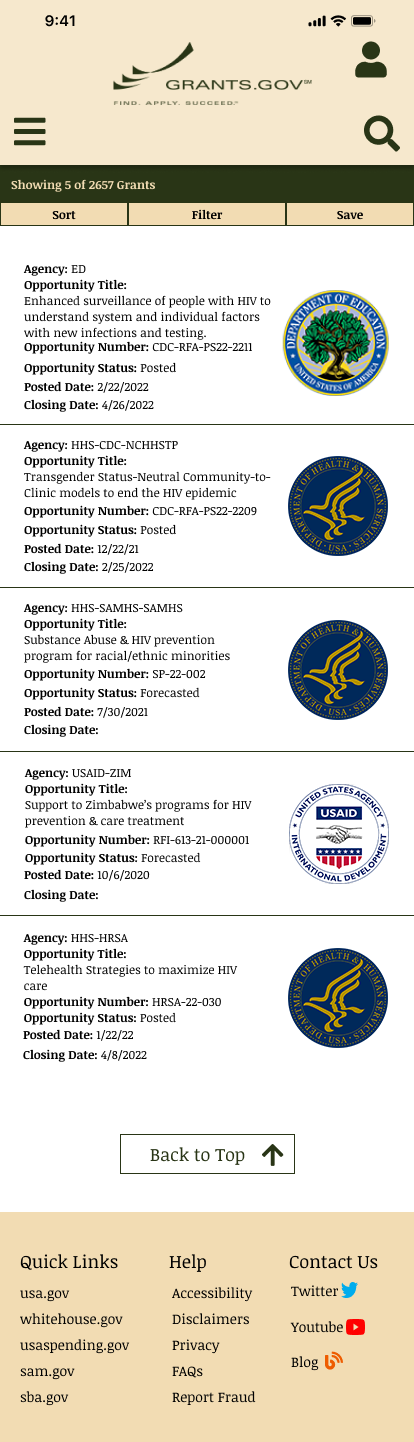 9:41
GRANTS.GOV℠
FIND. APPLY. SUCCEED.℠
Showing 5 of 2657 Grants
Sort Filter Save
Agency: ED
Opportunity Title:
Enhanced surveillance of people with HIV to
understand system and individual factors
with new infections and testing.
Opportunity Number: CDC-RFA-PS22-2211
Opportunity Status: Posted
Posted Date: 2/22/2022
Closing Date: 4/26/2022
DEPARTMENT OF EDUCATION
UNITED STATES OF AMERICA
Agency: HHS-CDC-NCHHSTP
Opportunity Title:
Transgender Status-Neutral Community-to-
Clinic models to end the HIV epidemic
Opportunity Number: CDC-RFA-PS22-2209
Opportunity Status: Posted
Posted Date: 12/22/21
Closing Date: 2/25/2022
DEPARTMENT OF HEALTH & HUMAN SERVICES
USA
Agency: HHS-SAMHS-SAMHS
Opportunity Title:
Substance Abuse & HIV prevention
program for racial/ethnic minorities
Opportunity Number: SP-22-002
Opportunity Status: Forecasted
Posted Date: 7/30/2021
Closing Date:
DEPARTMENT OF HEALTH & HUMAN SERVICES
USA
Agency: USAID-ZIM
Opportunity Title:
Support to Zimbabwe's programs for HIV
prevention & care treatment
Opportunity Number: RFI-613-21-000001
Opportunity Status: Forecasted
Posted Date: 10/6/2020
Closing Date:
UNITED STATES AGENCY
USAID
INTERNATIONAL DEVELOPMENT
Agency: HHS-HRSA
Opportunity Title:
Telehealth Strategies to maximize HIV
care
Opportunity Number: HRSA-22-030
Opportunity Status: Posted
Posted Date: 1/22/22
Closing Date: 4/8/2022
DEPARTMENT OF HEALTH & HUMAN SERVICES
USA
Back to Top
Quick Links
usa.gov
whitehouse.gov
usaspending.gov
sam.gov
sba.gov
Help
Accessibility
Disclaimers
Privacy
FAQs
Report Fraud
Contact Us
Twitter
Youtube
Blog